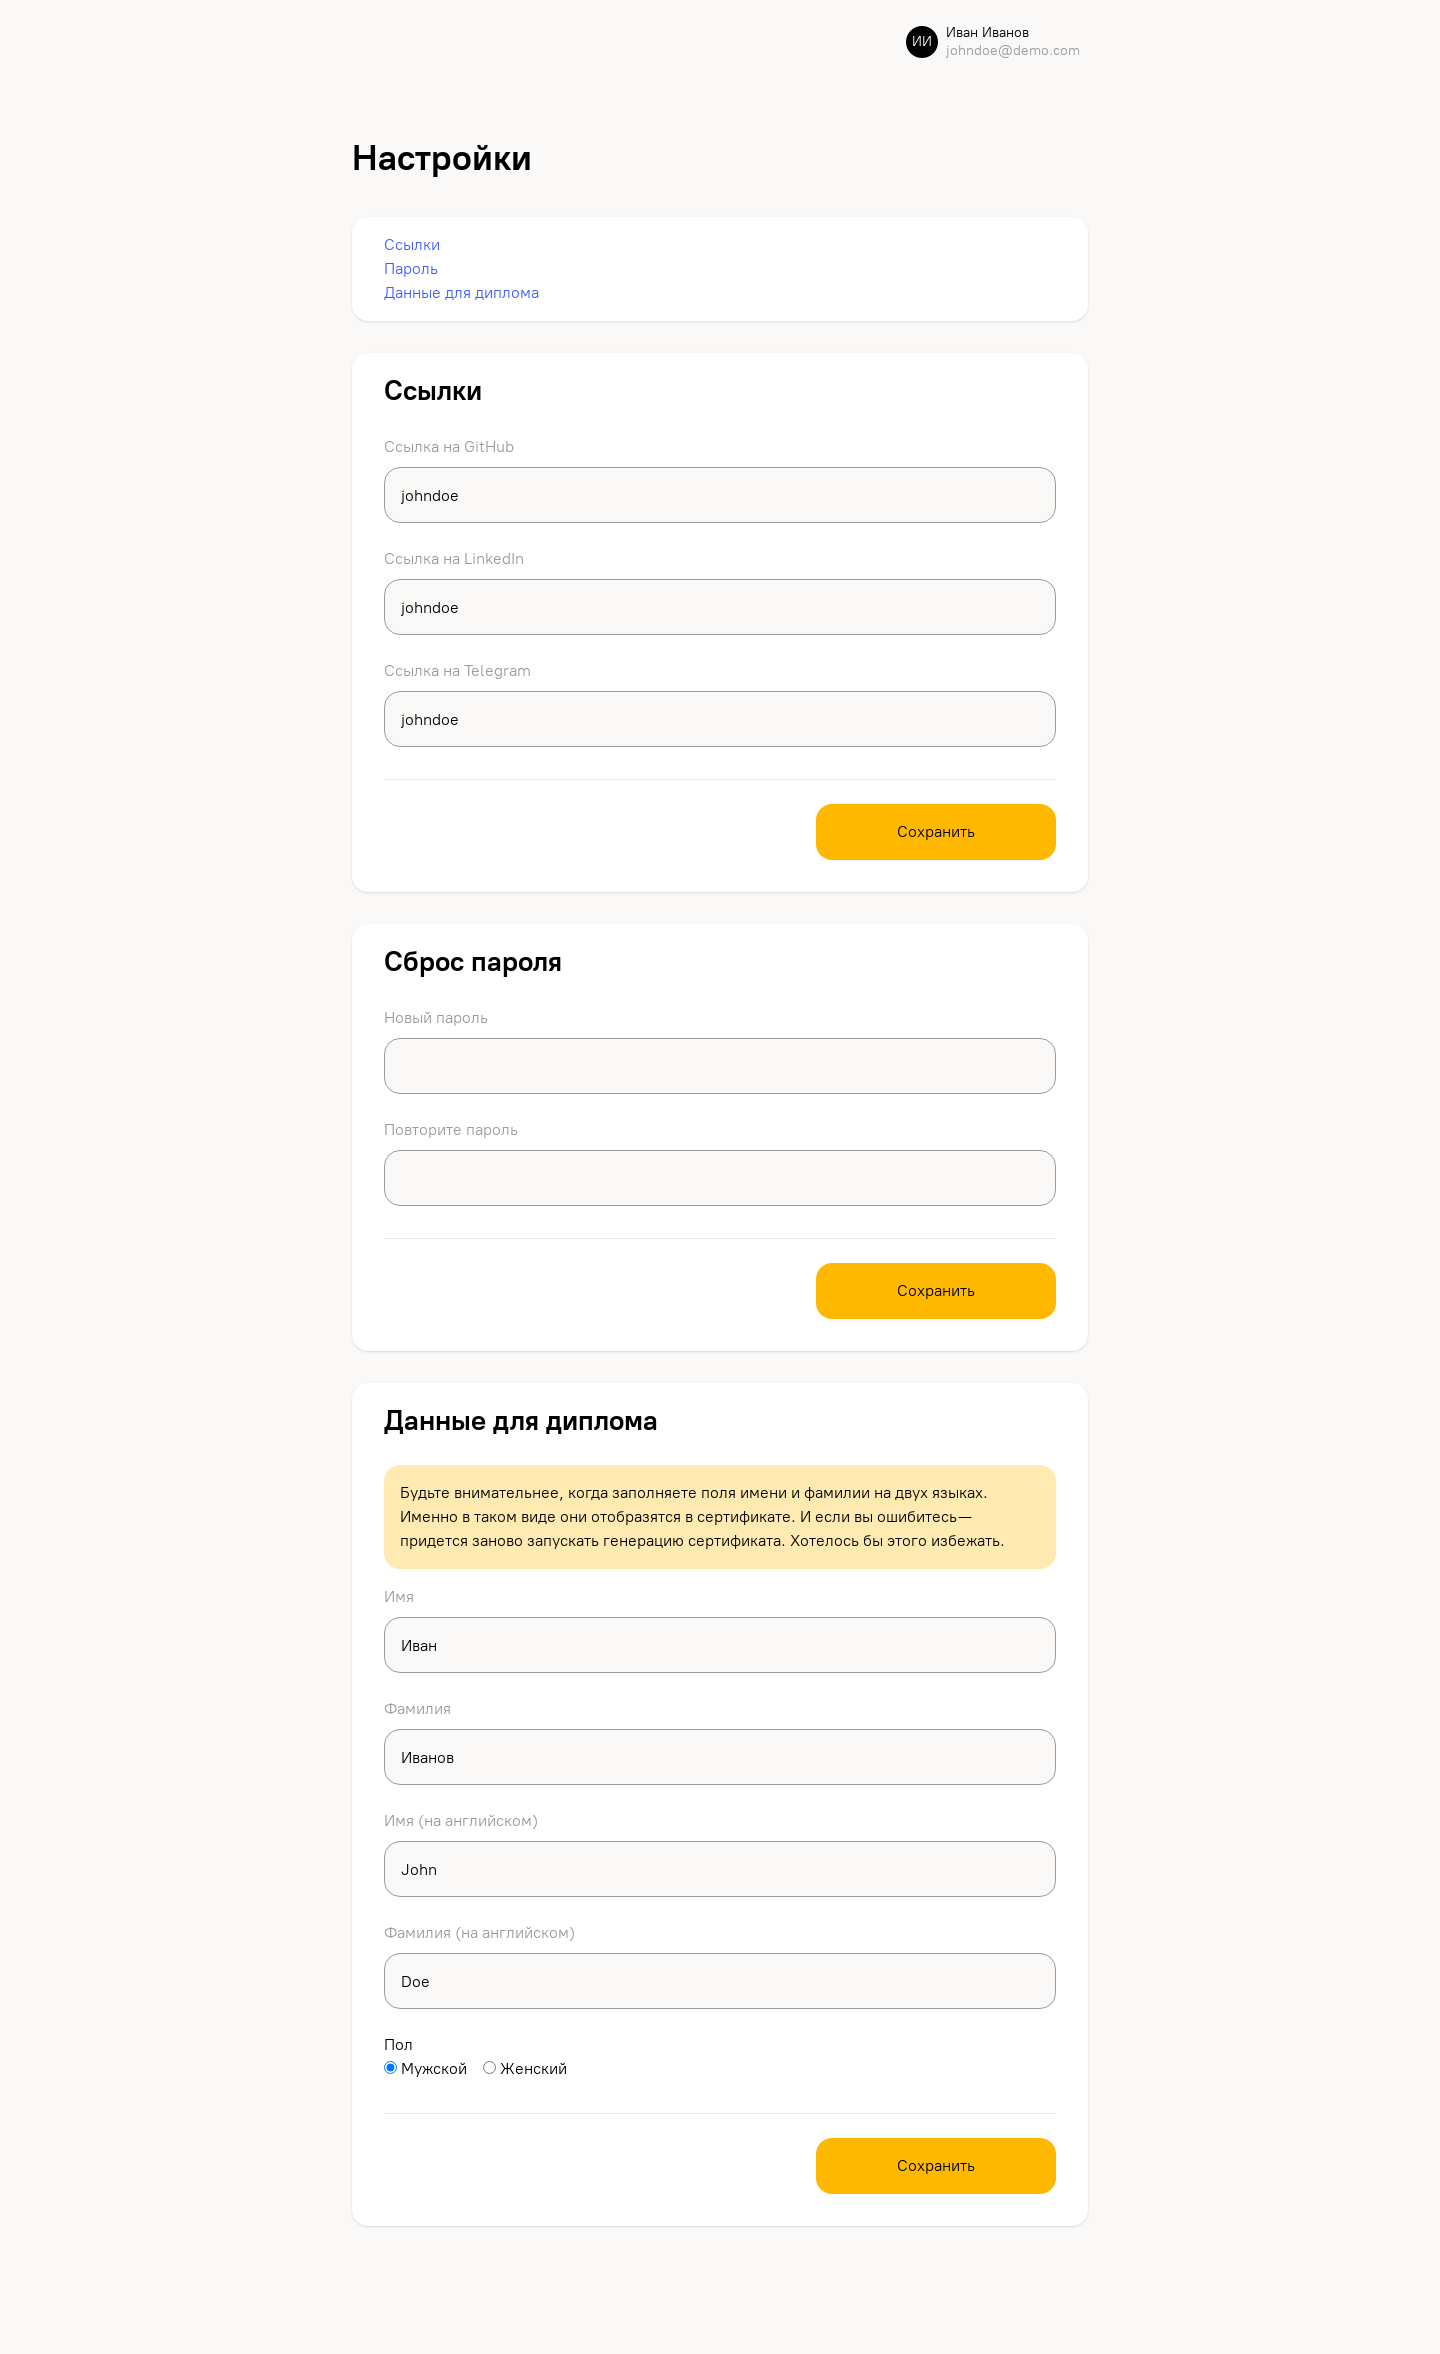 ИИ
Иван Иванов
johndoe@demo.com
Настройки
Ссылки
Пароль
Данные для диплома
Ссылки
Ссылка на GitHub
johndoe
Ссылка на LinkedIn
johndoe
Ссылка на Telegram
johndoe
Сохранить
Сброс пароля
Новый пароль
Повторите пароль
Сохранить
Данные для диплома
Будьте внимательнее, когда заполняете поля имени и фамилии на двух языках.
Именно в таком виде они отобразятся в сертификате. И если вы ошибитесь —
придется заново запускать генерацию сертификата. Хотелось бы этого избежать.
Имя
Иван
Фамилия
Иванов
Имя (на английском)
John
Фамилия (на английском)
Doe
Пол
Мужской Женский
Сохранить